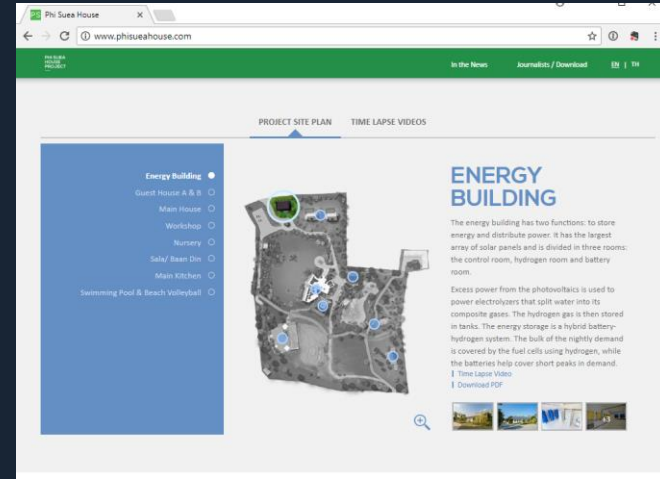 PS Phi Suea House
www.phisueahouse.com
PHI SUEA
HOUSE
PROJECT
In the News
Journalists / Download
EN | TH
PROJECT SITE PLAN
TIME LAPSE VIDEOS
Energy Building
Guest House A & B
Main House
Workshop
Nursery
Sala/ Baan Din
Main Kitchen
Swimming Pool & Beach Volleyball
ENERGY
BUILDING
The energy building has two functions: to store
energy and distribute power. It has the largest
array of solar panels and is divided in three rooms:
the control room, hydrogen room and battery
room.
Excess power from the photovoltaics is used to
power electrolyzers that split water into its
composite gases. The hydrogen gas is then stored
in tanks. The energy storage is a hybrid battery-
hydrogen system. The bulk of the nightly demand
is covered by the fuel cells using hydrogen, while
the batteries help cover short peaks in demand.
Time Lapse Video
Download PDF